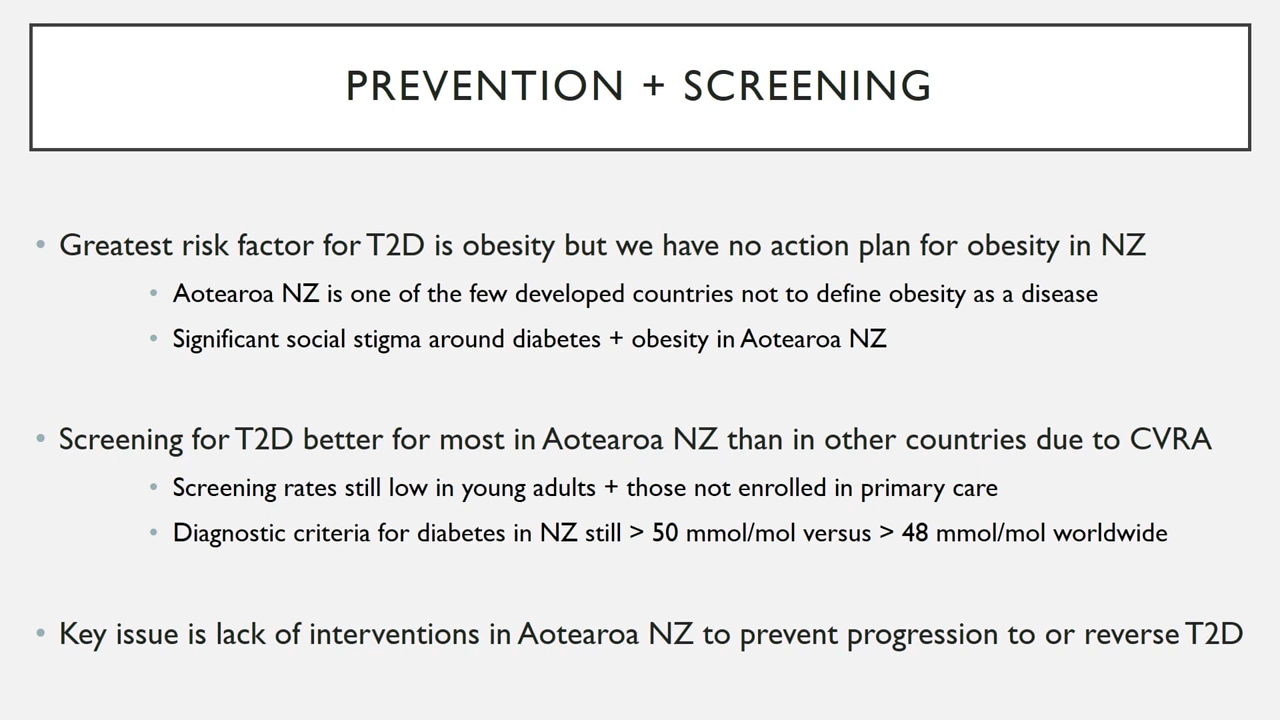 PREVENTION + SCREENING
• Greatest risk factor for T2D is obesity but we have no action plan for obesity in NZ
• Aotearoa NZ is one of the few developed countries not to define obesity as a disease
• Significant social stigma around diabetes + obesity in Aotearoa NZ
• Screening for T2D better for most in Aotearoa NZ than in other countries due to CVRA
• Screening rates still low in young adults + those not enrolled in primary care
• Diagnostic criteria for diabetes in NZ still > 50 mmol/mol versus > 48 mmol/mol worldwide
• Key issue is lack of interventions in Aotearoa NZ to prevent progression to or reverse T2D